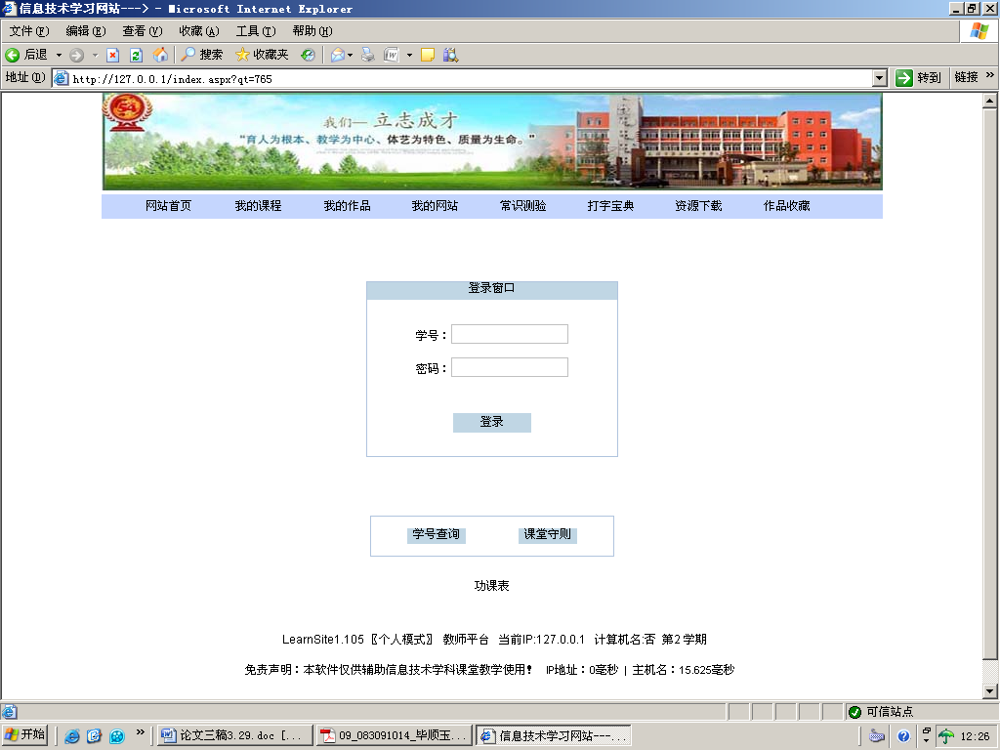 信息技术学习网站---> - Microsoft Internet Explorer
文件(F) 编辑(E) 查看(V) 收藏(A) 工具(T) 帮助(H)
后退 搜索 收藏夹
地址(D) http://127.0.0.1/index.aspx?qt=765 转到 链接 »
我们— 立志成才
“育人为根本、教学为中心、体艺为特色、质量为生命。”
网站首页 我的课程 我的作品 我的网站 常识测验 打字宝典 资源下载 作品收藏
登录窗口
学号：
密码：
登录
学号查询 课堂守则
功课表
LearnSite1.105 〖个人模式〗 教师平台 当前IP:127.0.0.1 计算机名:否 第2 学期
免责声明：本软件仅供辅助信息技术学科课堂教学使用！ IP地址：0毫秒 | 主机名：15.625毫秒
可信站点
开始 » 论文三稿3.29.doc [... 09_083091014_毕顺玉... 信息技术学习网站---... 12:26